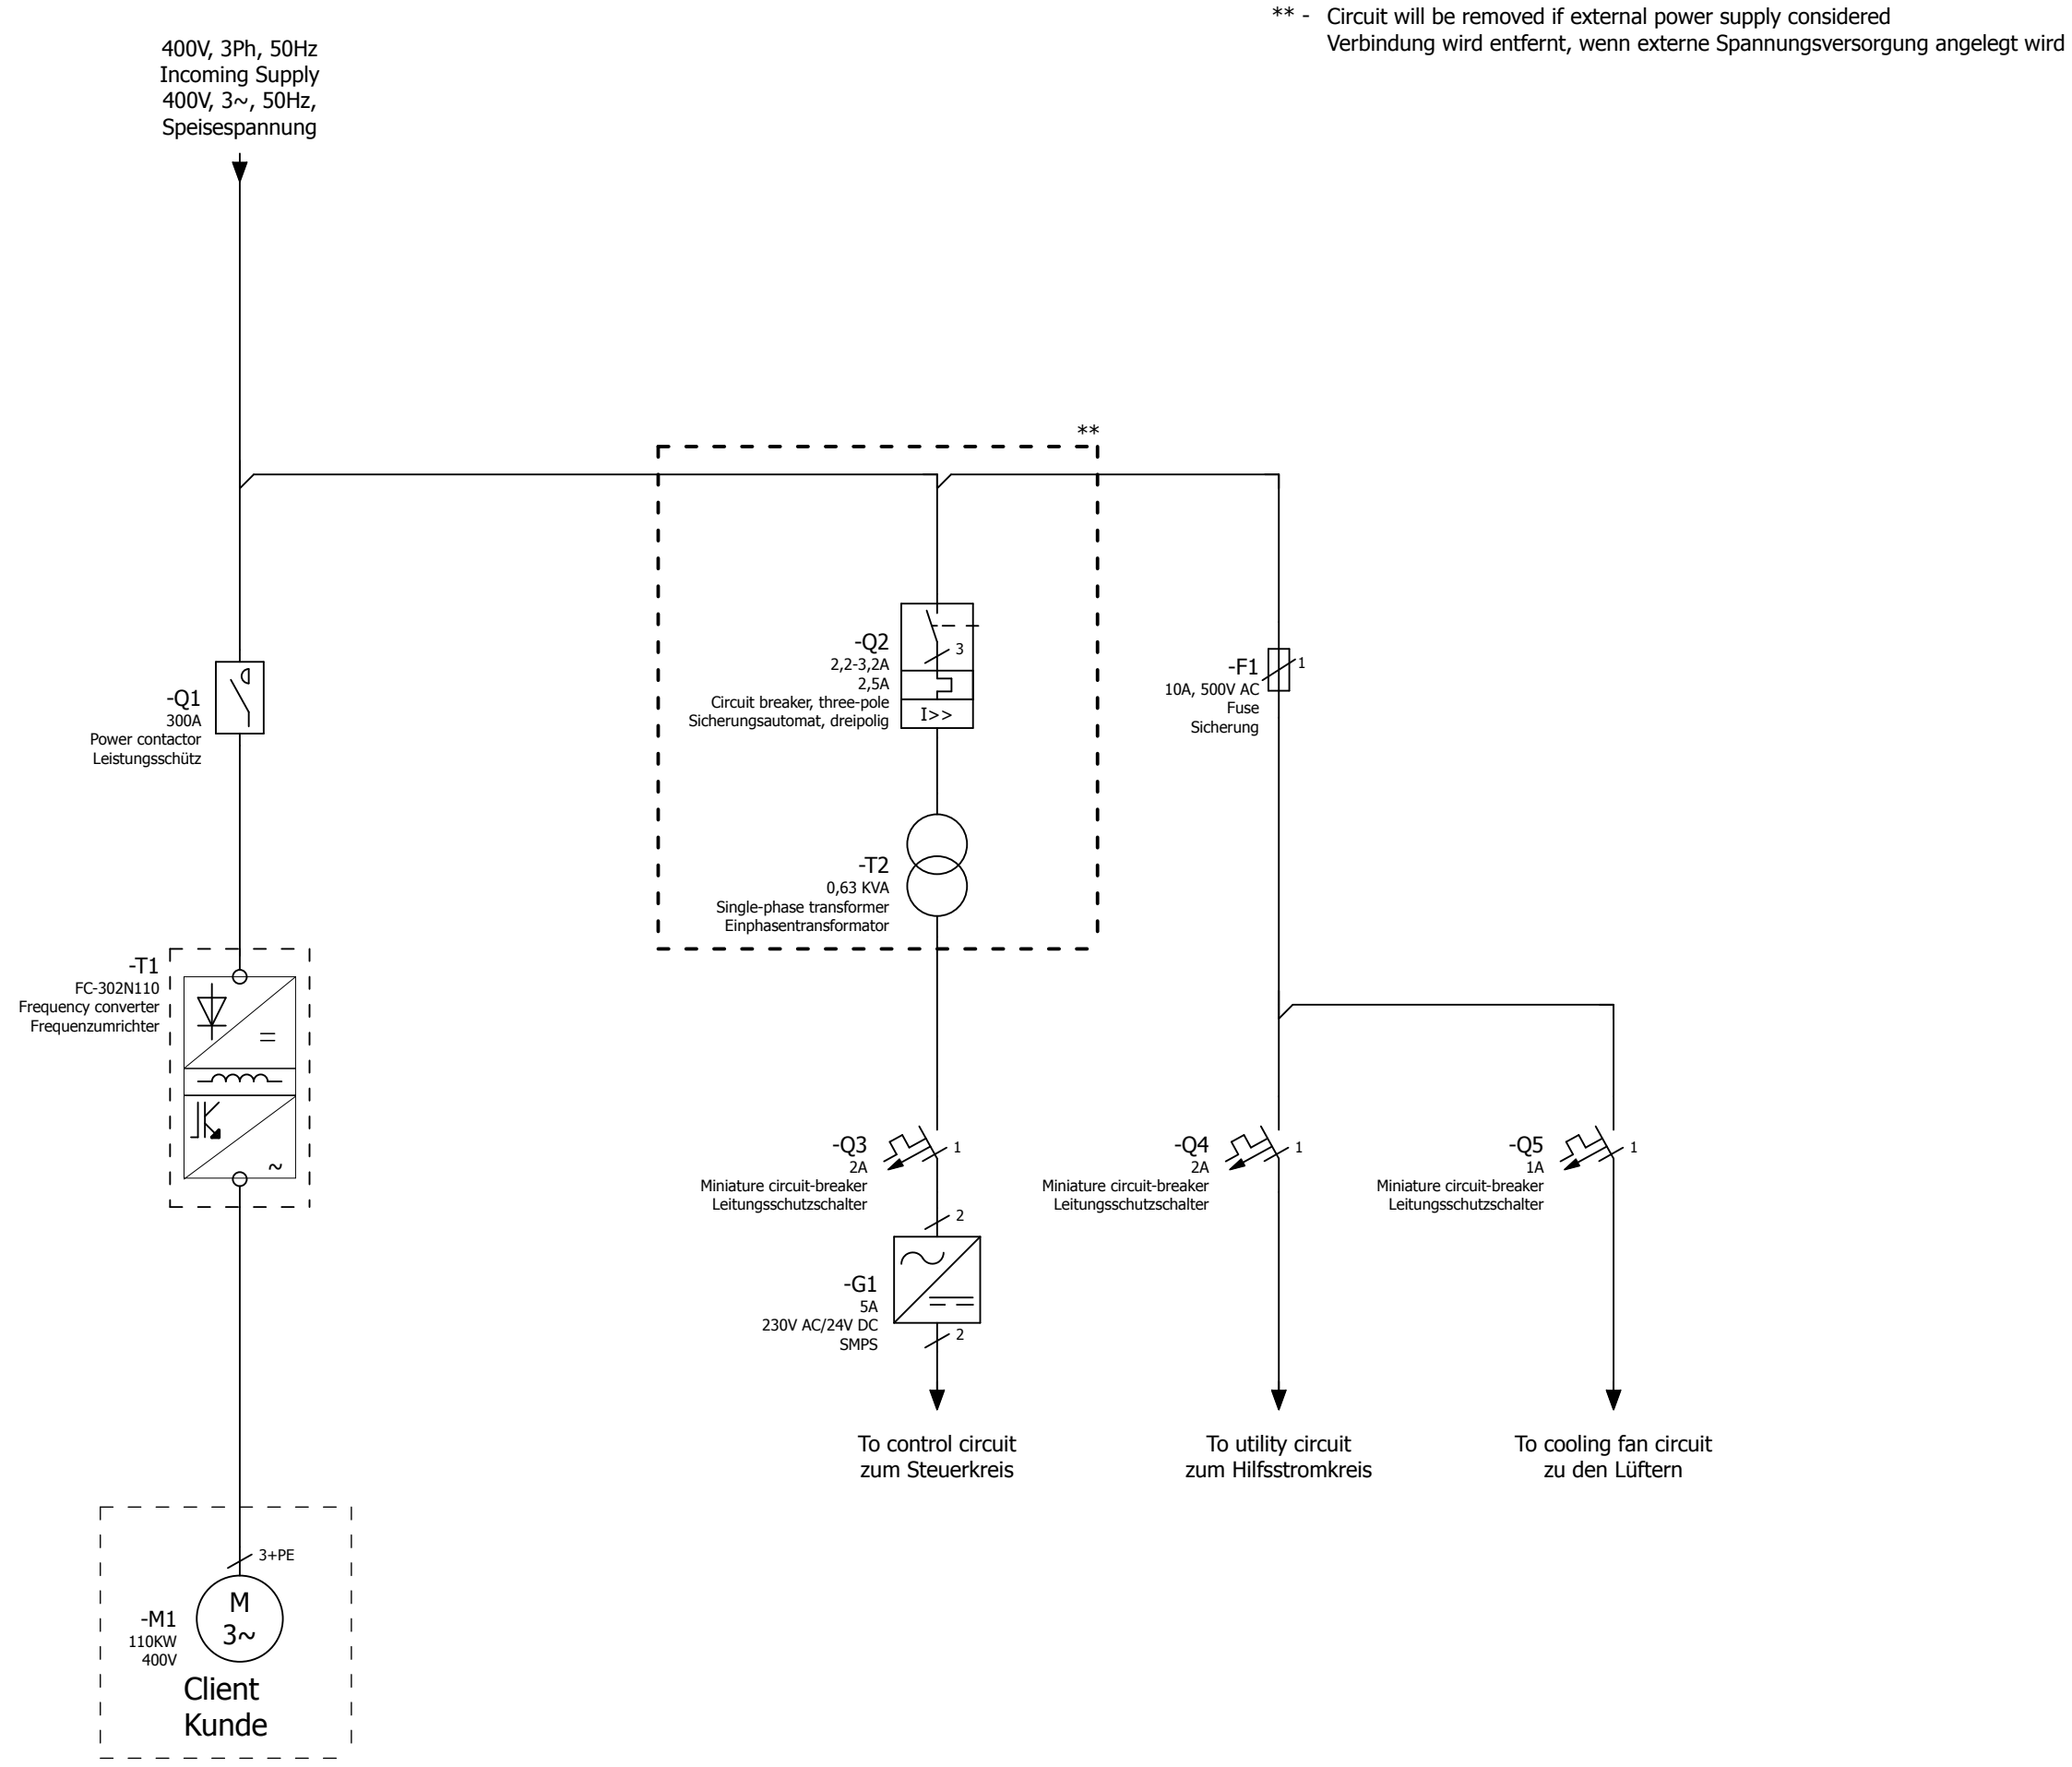 ** - Circuit will be removed if external power supply considered
Verbindung wird entfernt, wenn externe Spannungsversorgung angelegt wird
400V, 3Ph, 50Hz
Incoming Supply
400V, 3~, 50Hz,
Speisespannung
**
-Q1
300A
Power contactor
Leistungsschütz
-Q2
2,2-3,2A
2,5A
Circuit breaker, three-pole
Sicherungsautomat, dreipolig
3
I>>
-F1
10A, 500V AC
Fuse
Sicherung
1
-T2
0,63 KVA
Single-phase transformer
Einphasentransformator
-T1
FC-302N110
Frequency converter
Frequenzumrichter
=
~
-Q3
2A
Miniature circuit-breaker
Leitungsschutzschalter
1
-Q4
2A
Miniature circuit-breaker
Leitungsschutzschalter
1
-Q5
1A
Miniature circuit-breaker
Leitungsschutzschalter
1
2
-G1
5A
230V AC/24V DC
SMPS
2
To control circuit
zum Steuerkreis
To utility circuit
zum Hilfsstromkreis
To cooling fan circuit
zu den Lüftern
3+PE
M
3~
-M1
110KW
400V
Client
Kunde